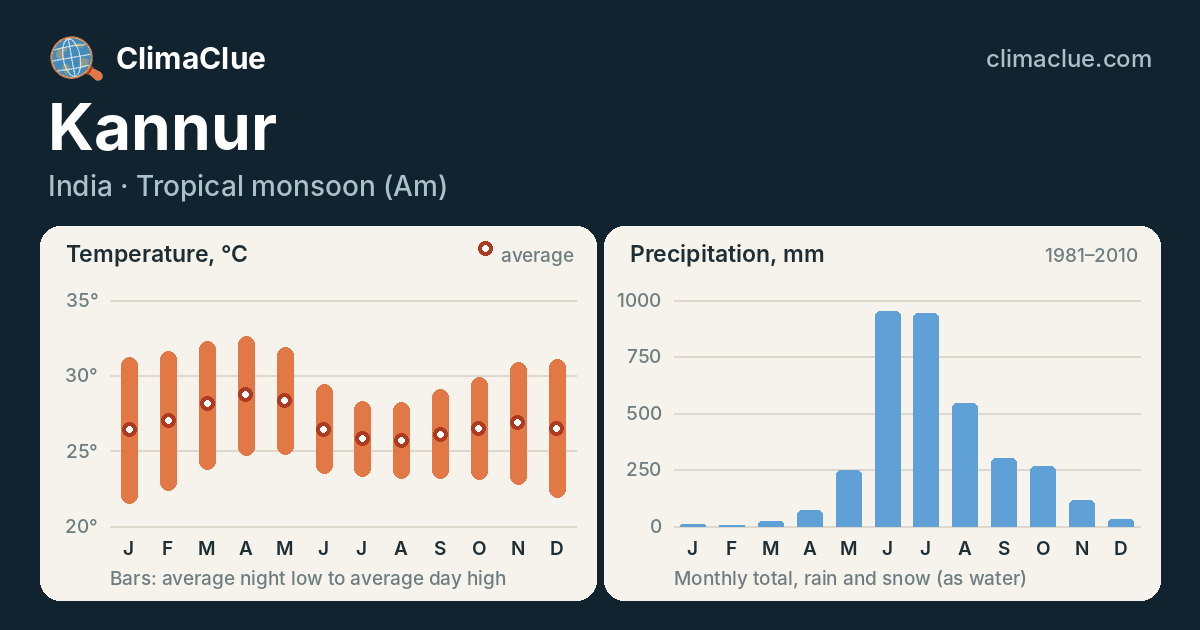 ClimaClue
climaclue.com
Kannur
India · Tropical monsoon (Am)
Temperature, °C
average
35°
30°
25°
20°
J F M A M J J A S O N D
Bars: average night low to average day high
Precipitation, mm
1981–2010
1000
750
500
250
0
J F M A M J J A S O N D
Monthly total, rain and snow (as water)